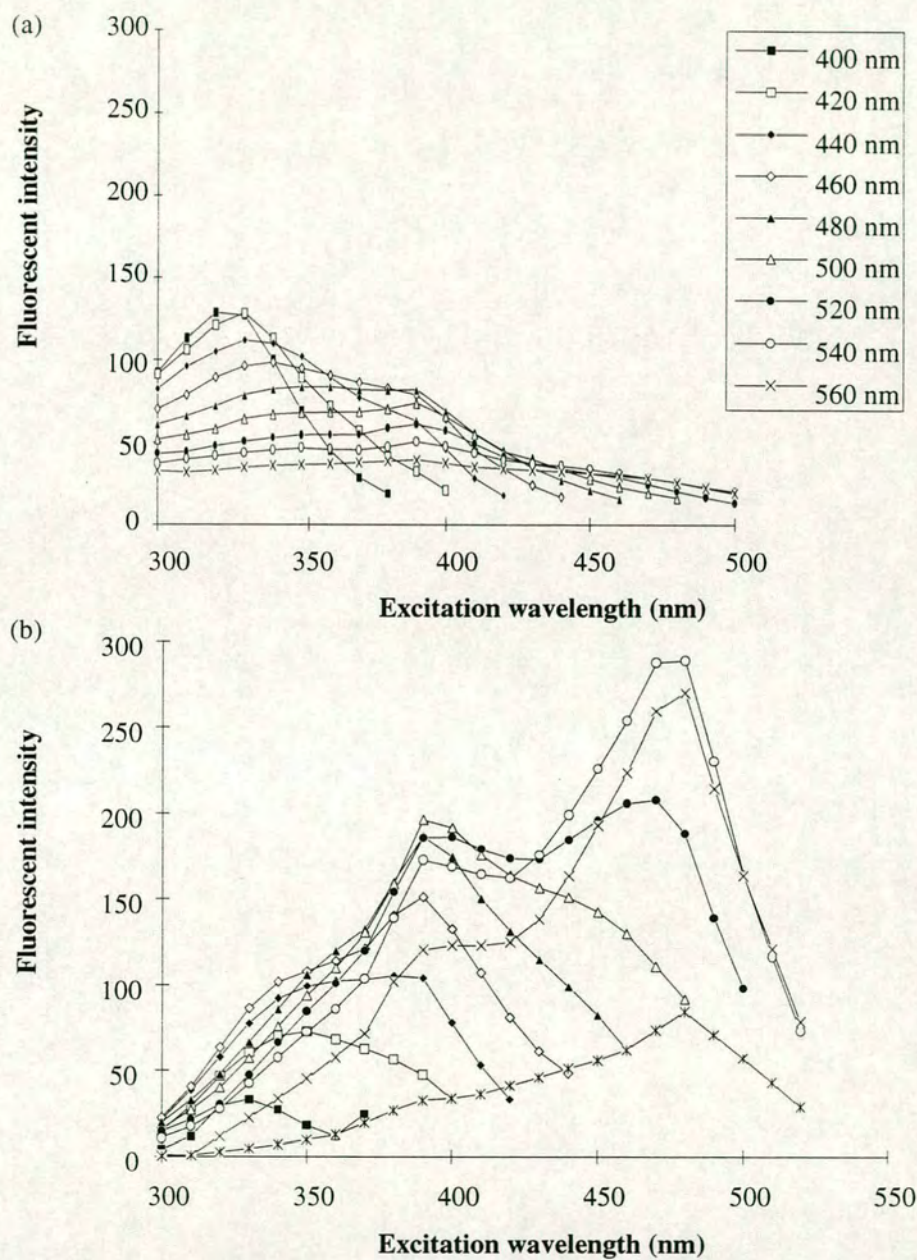 (a)
300
250
200
150
100
50
0
Fluorescent intensity
300 350 400 450 500
Excitation wavelength (nm)
400 nm
420 nm
440 nm
460 nm
480 nm
500 nm
520 nm
540 nm
560 nm
(b)
300
250
200
150
100
50
0
Fluorescent intensity
300 350 400 450 500 550
Excitation wavelength (nm)